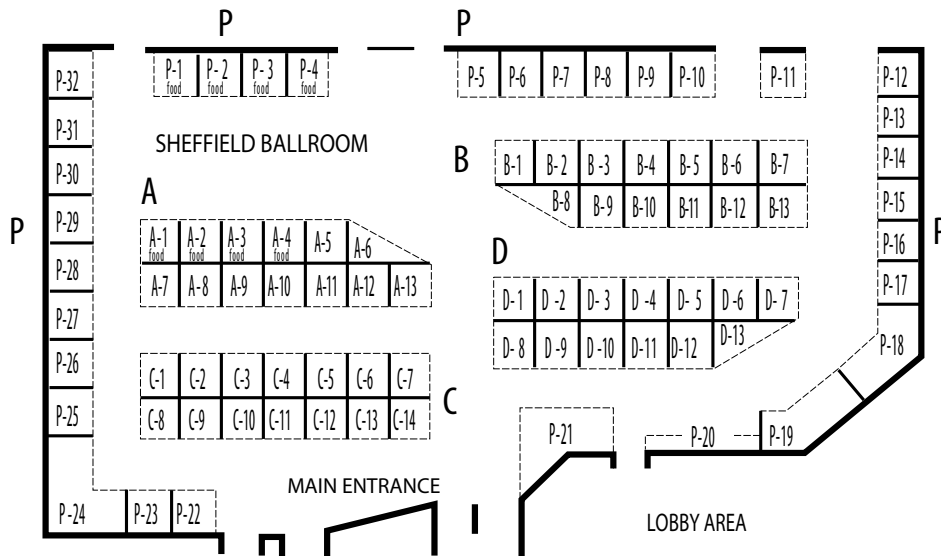 P P
P-1 P- 2 P - 3 P-4 P-5 P-6 P-7 P-8 P-9 P-10 P-11 P-12
food food food food
P-32
P-13
P-31
SHEFFIELD BALLROOM
P-14
B B-1 B- 2 B -3 B-4 B- 5 B-6 B-7
P-30
A
P-15
B-8 B- 9 B-10 B-11 B-12 B-13
P-29
P P
A-1 A-2 A-3 A-4 A-5 A-6
food food food food
P-16
D
P-28
A-7 A- 8 A-9 A-10 A-11 A-12 A-13
P-17
D- 1 D -2 D- 3 D -4 D- 5 D -6 D- 7
P-27
D-13
P-18
D- 8 D- 9 D -10 D-11 D-12
P-26
C-1 C-2 C-3 C-4 C-5 C-6 C-7
C
P-25
C-8 C-9 C-10 C-11 C-12 C-13 C-14
P-21 P-20 P-19
MAIN ENTRANCE
P-24 P-23 P-22
LOBBY AREA